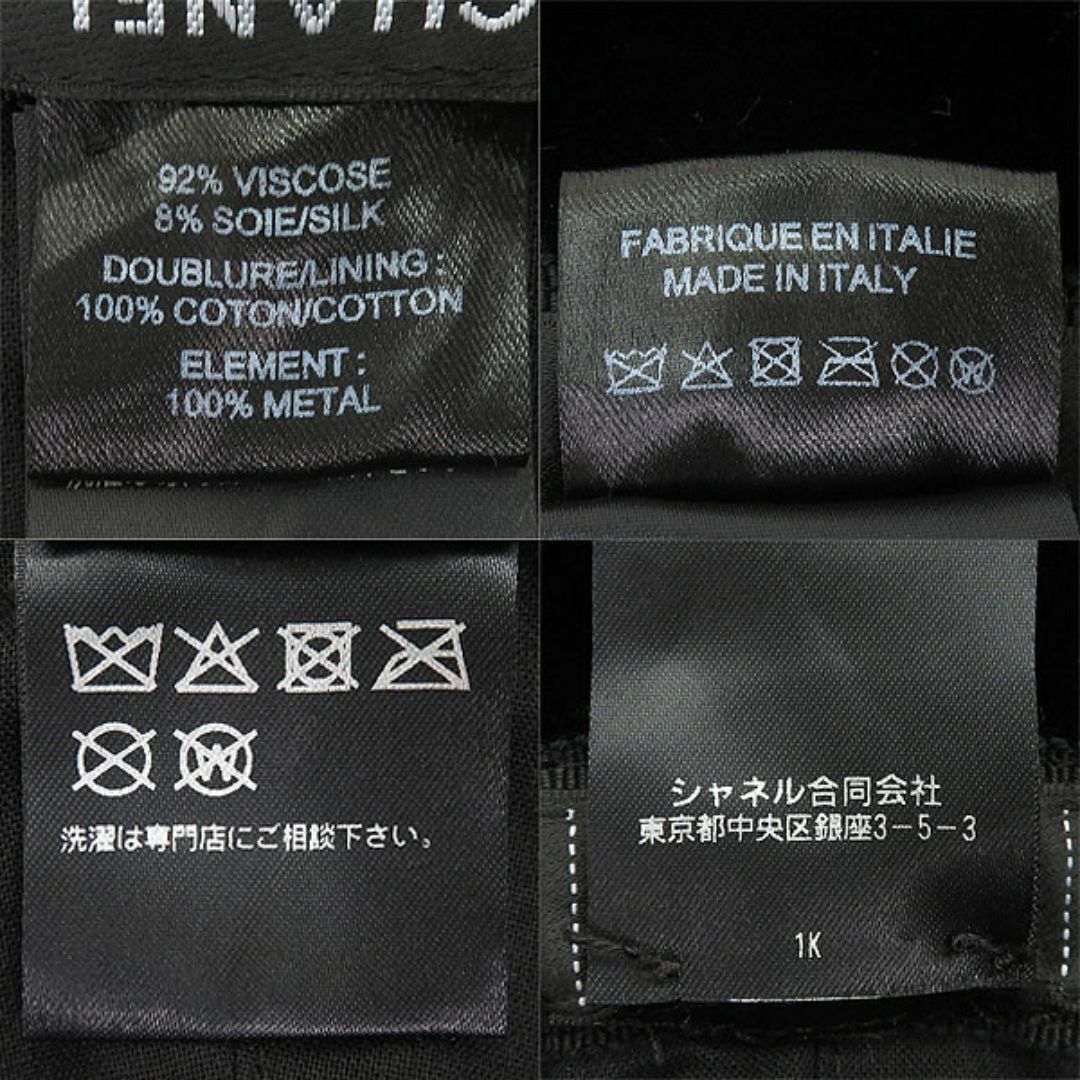 CHANEL
92% VISCOSE
8% SOIE/SILK
DOUBLURE/LINING :
100% COTON/COTTON
ELEMENT :
100% METAL
FABRIQUE EN ITALIE
MADE IN ITALY
W
W
洗濯は専門店にご相談下さい。
シャネル合同会社
東京都中央区銀座3-5-3
1K